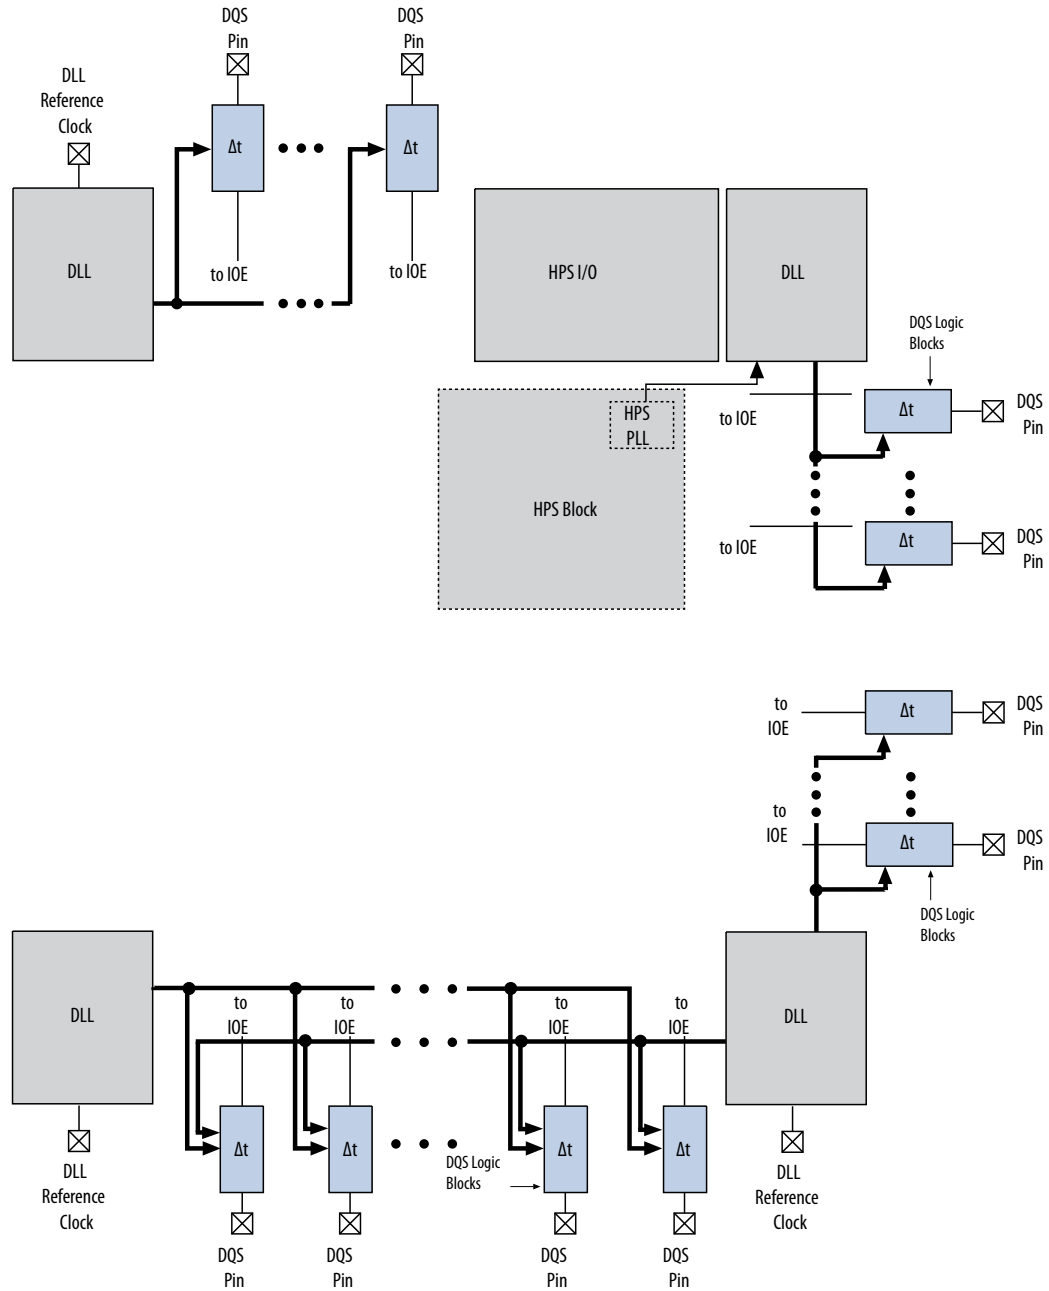 DQS
Pin
DQS
Pin
DLL
Reference
Clock
Δt
Δt
DLL
to IOE
to IOE
HPS I/O
DLL
DQS Logic
Blocks
HPS
PLL
to IOE
Δt
DQS
Pin
HPS Block
to IOE
Δt
DQS
Pin
to
IOE
Δt
DQS
Pin
to
IOE
Δt
DQS
Pin
DQS Logic
Blocks
DLL
to
IOE
to
IOE
to
IOE
to
IOE
DLL
Δt
Δt
Δt
Δt
DQS Logic
Blocks
DLL
Reference
Clock
DLL
Reference
Clock
DQS
Pin
DQS
Pin
DQS
Pin
DQS
Pin